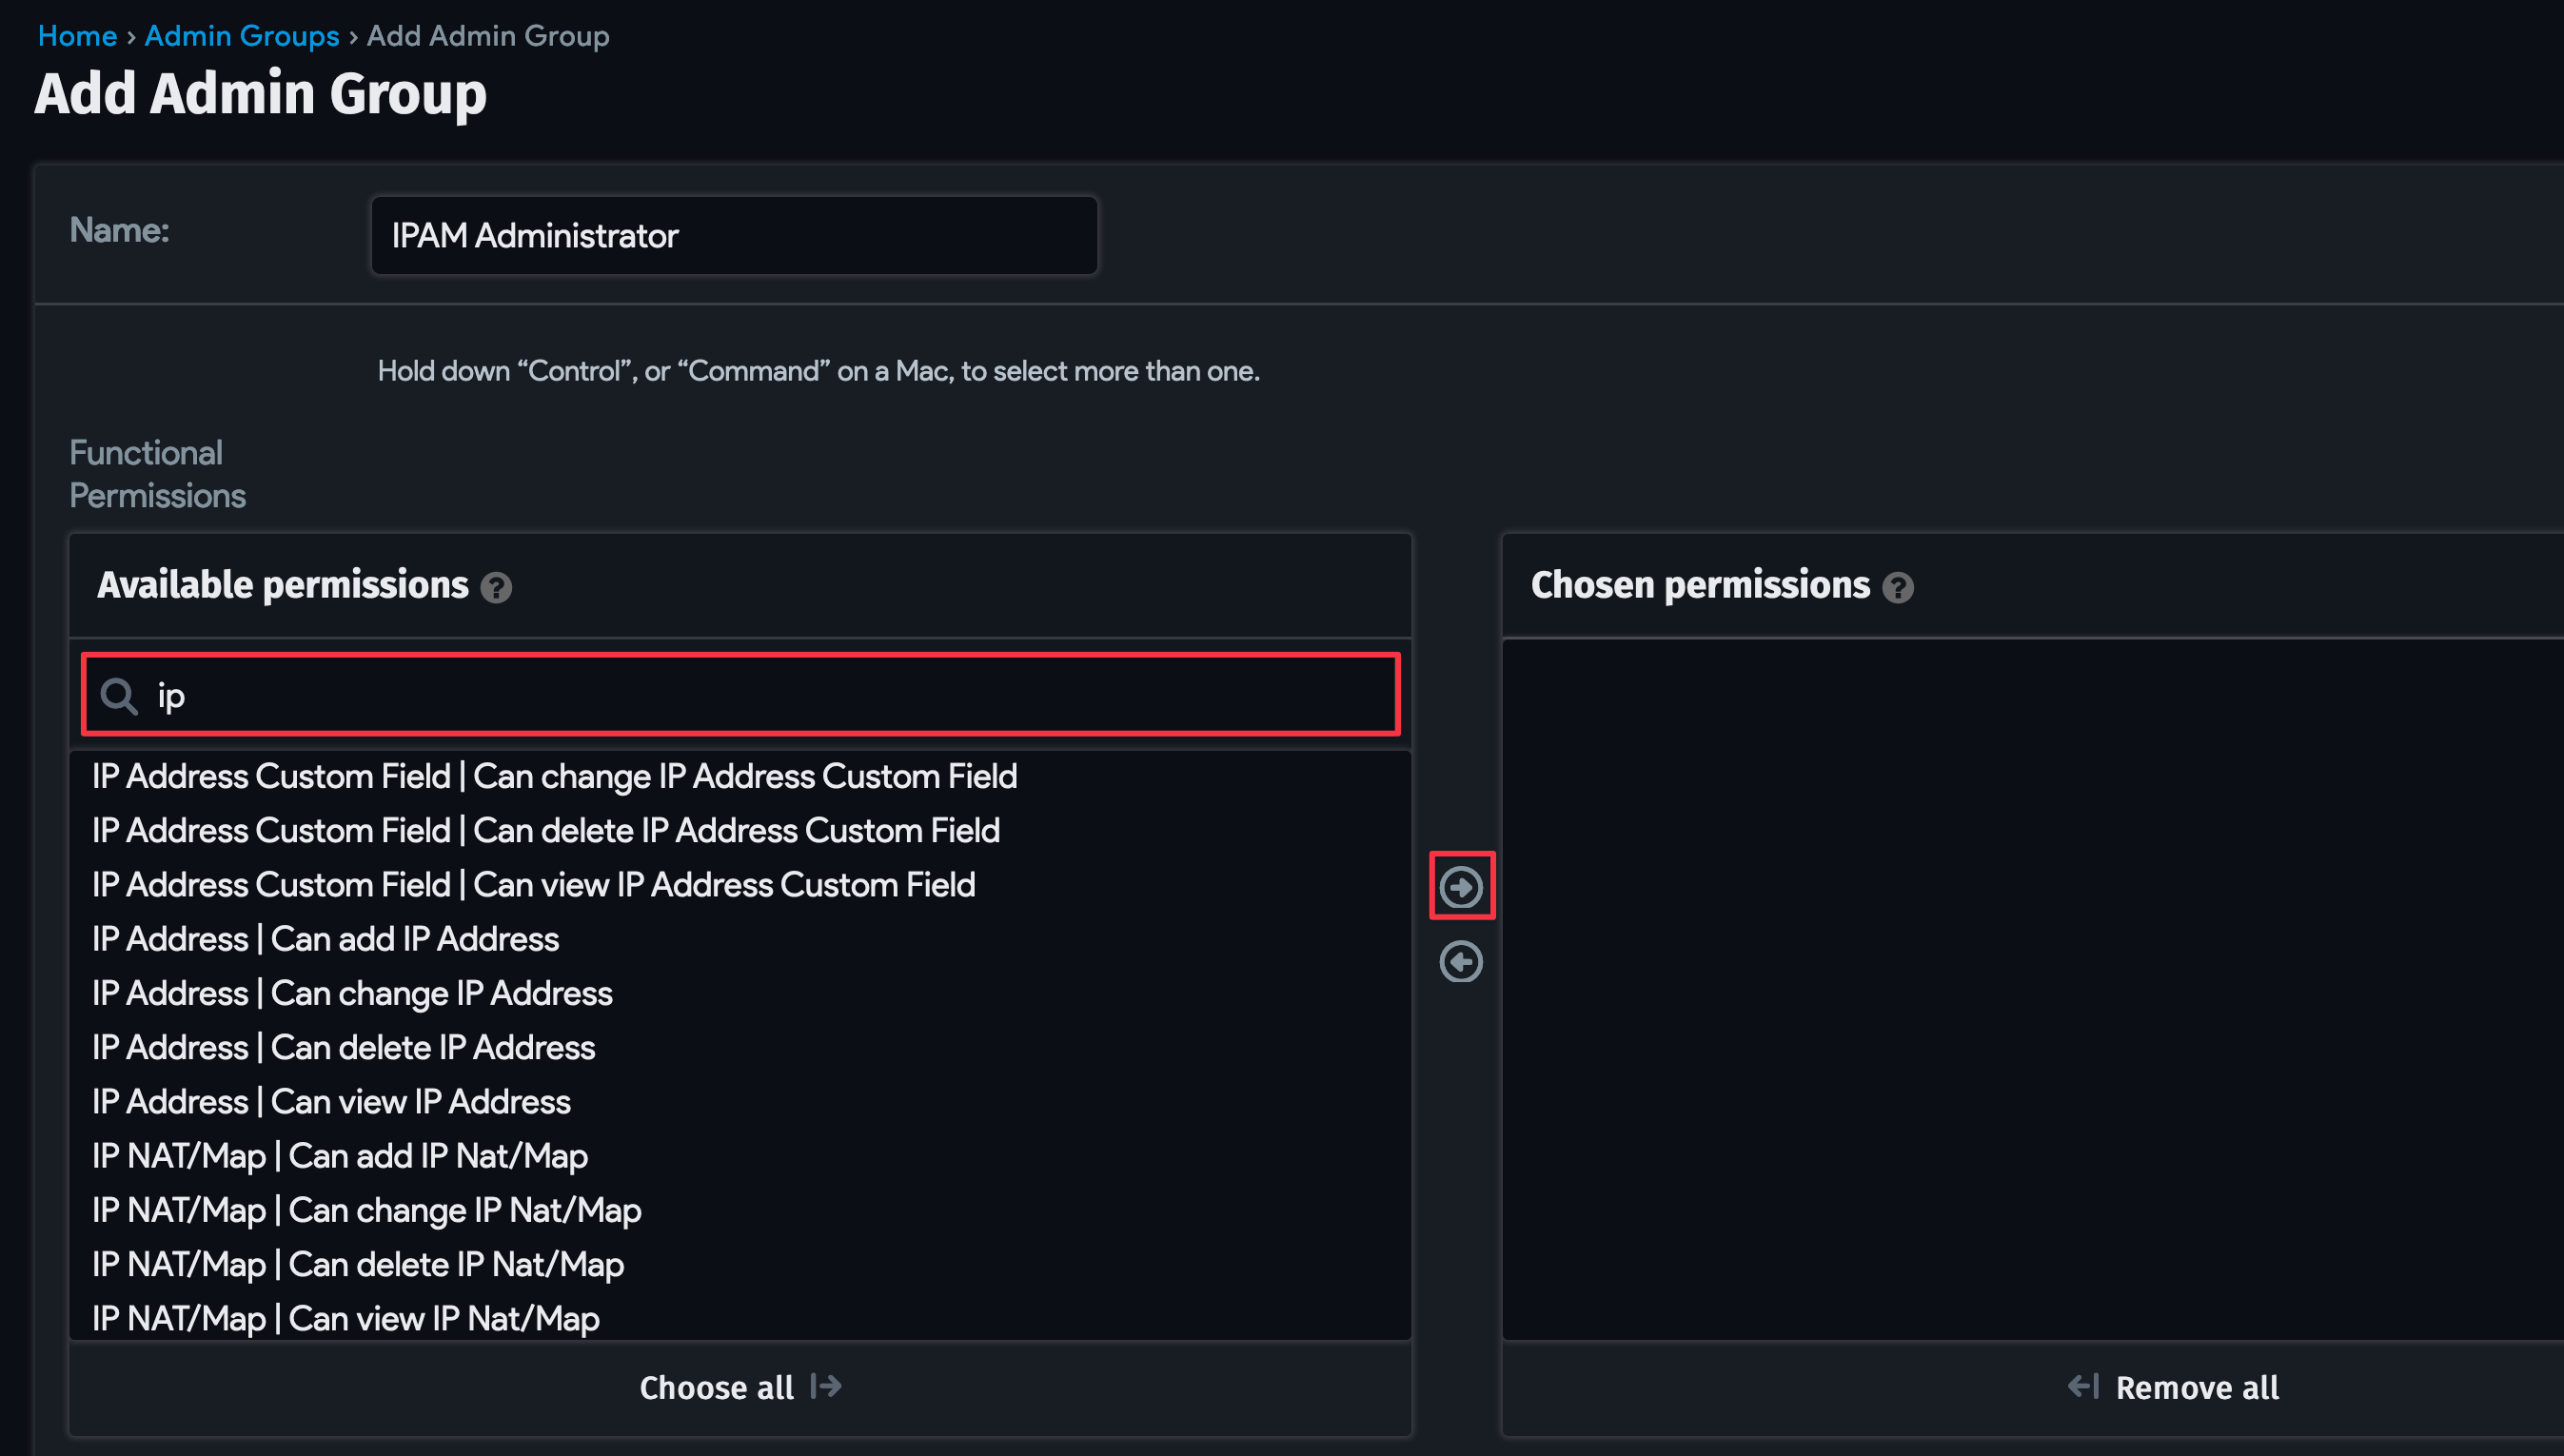 Home › Admin Groups › Add Admin Group
Add Admin Group
Name:
IPAM Administrator
Hold down “Control”, or “Command” on a Mac, to select more than one.
Functional
Permissions
Available permissions ?
ip
IP Address Custom Field | Can change IP Address Custom Field
IP Address Custom Field | Can delete IP Address Custom Field
IP Address Custom Field | Can view IP Address Custom Field
IP Address | Can add IP Address
IP Address | Can change IP Address
IP Address | Can delete IP Address
IP Address | Can view IP Address
IP NAT/Map | Can add IP Nat/Map
IP NAT/Map | Can change IP Nat/Map
IP NAT/Map | Can delete IP Nat/Map
IP NAT/Map | Can view IP Nat/Map
Choose all
Chosen permissions ?
Remove all